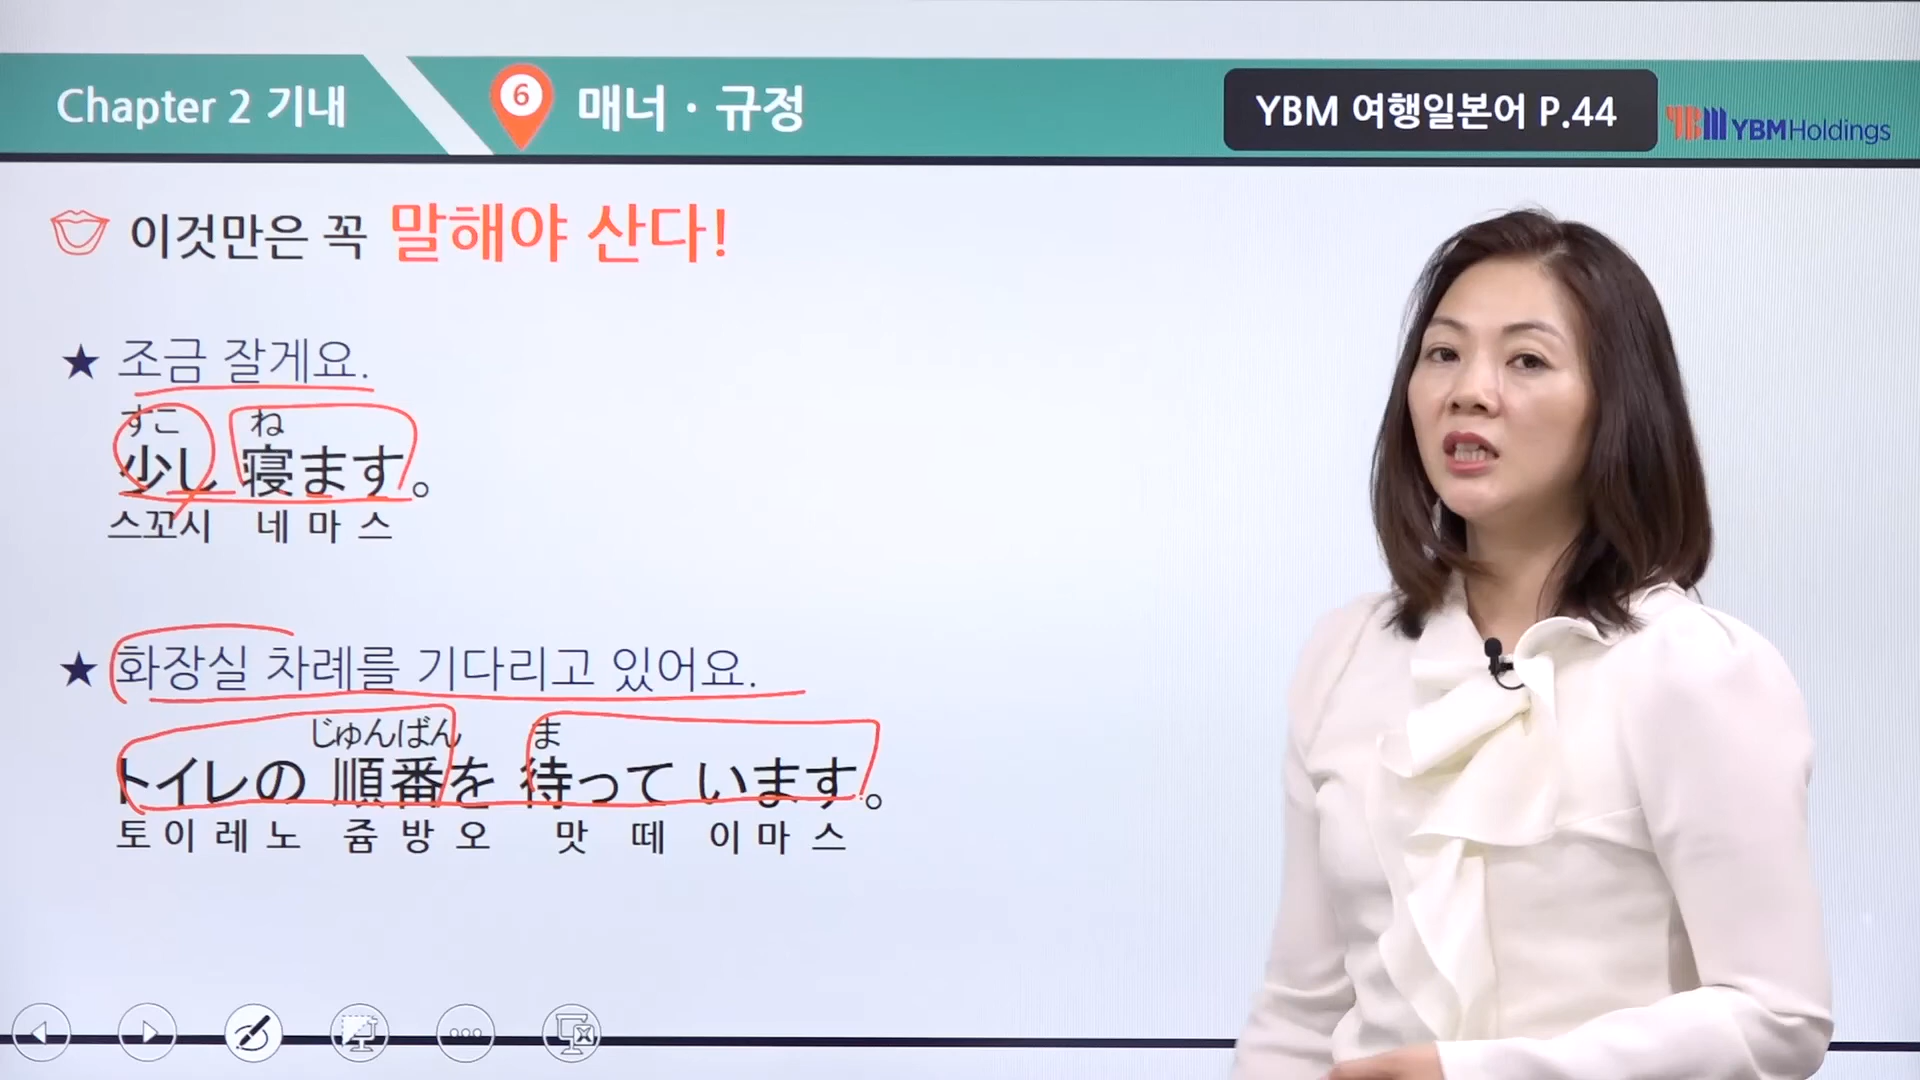 Chapter 2 기내
6 매너 · 규정
YBM 여행일본어 P.44
YBM YBMHoldings
이것만은 꼭 말해야 산다!
★ 조금 잘게요.
すこ ね
少し 寝ます。
스꼬시 네 마 스
★ 화장실 차례를 기다리고 있어요.
じゅんばん ま
トイレの 順番を 待って います。
토 이 레 노 쥼 방 오 맛 떼 이 마 스